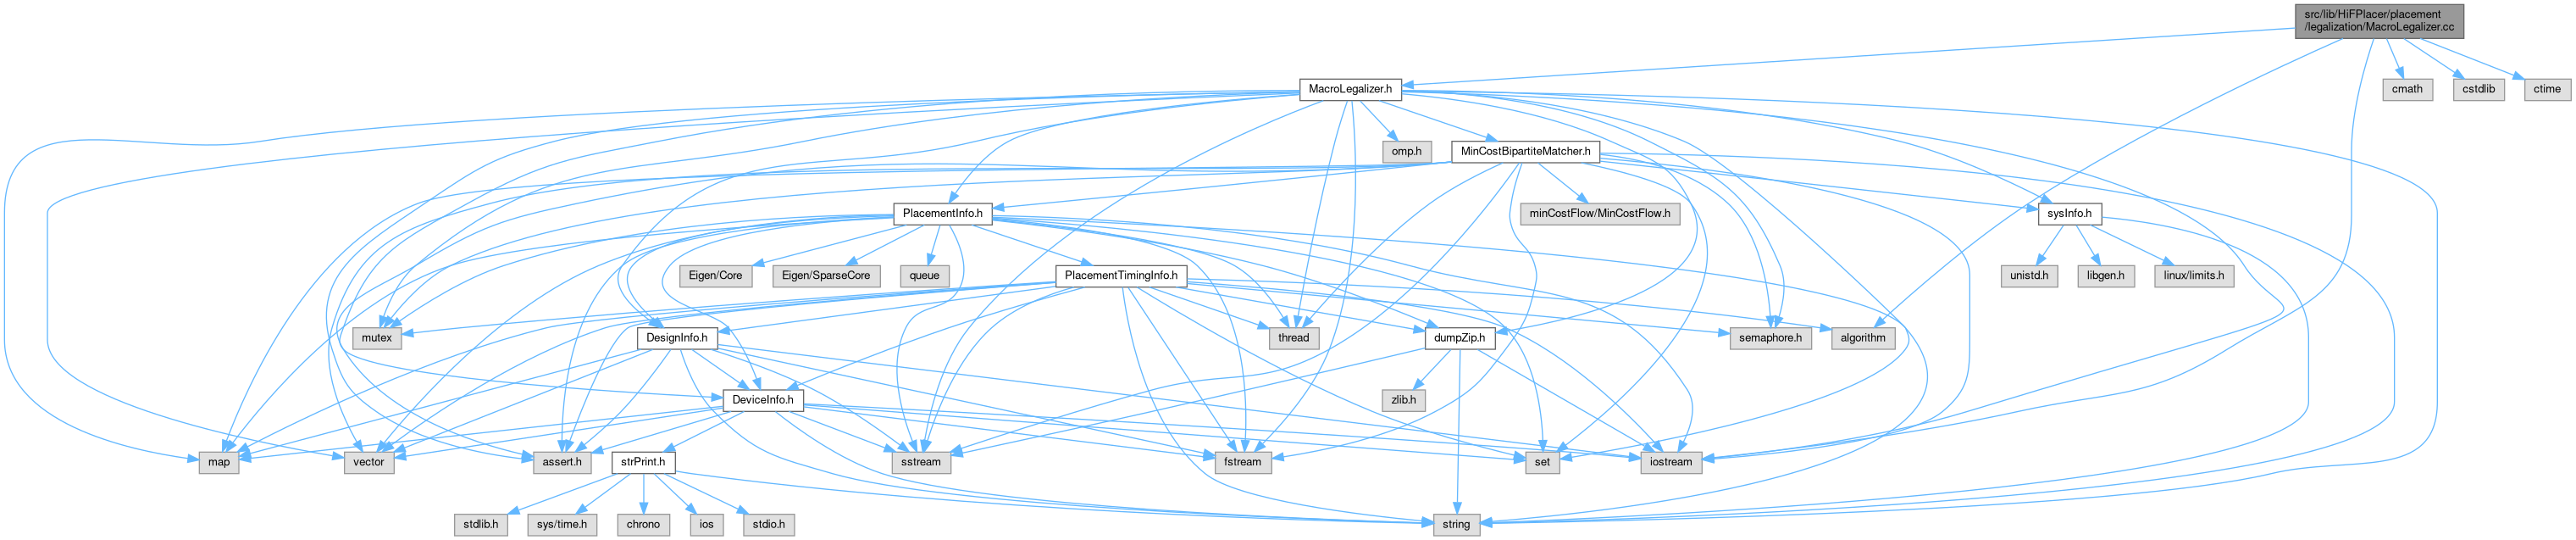 src/lib/HiFPlacer/placement
/legalization/MacroLegalizer.cc
MacroLegalizer.h
cmath
cstdlib
ctime
omp.h
MinCostBipartiteMatcher.h
PlacementInfo.h
minCostFlow/MinCostFlow.h
sysInfo.h
Eigen/Core
Eigen/SparseCore
queue
PlacementTimingInfo.h
unistd.h
libgen.h
linux/limits.h
mutex
DesignInfo.h
thread
dumpZip.h
semaphore.h
algorithm
DeviceInfo.h
zlib.h
map
vector
assert.h
strPrint.h
sstream
fstream
set
iostream
stdlib.h
sys/time.h
chrono
ios
stdio.h
string